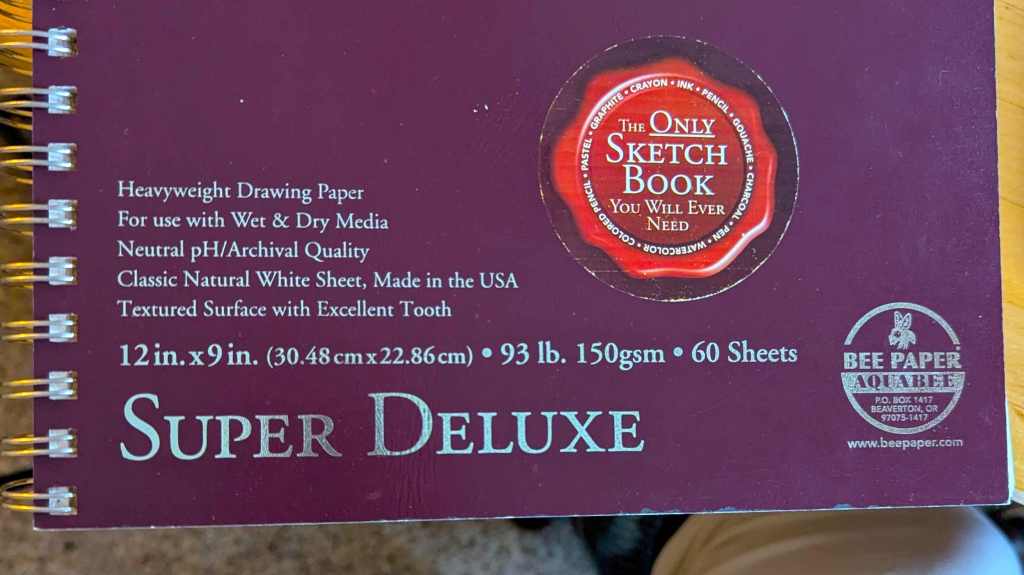 GRAPHITE • CRAYON • INK • PENCIL • GOUACHE • CHARCOAL • PEN • WATERCOLOR • COLORED PENCIL • PASTEL •
The Only
Sketch
Book
You Will Ever
Need
Heavyweight Drawing Paper
For use with Wet & Dry Media
Neutral pH/Archival Quality
Classic Natural White Sheet, Made in the USA
Textured Surface with Excellent Tooth
12 in. x 9 in. (30.48 cm x 22.86 cm) • 93 lb. 150gsm • 60 Sheets
Super Deluxe
BEE PAPER
AQUABEE
P.O. BOX 1417
BEAVERTON, OR
97075-1417
www.beepaper.com